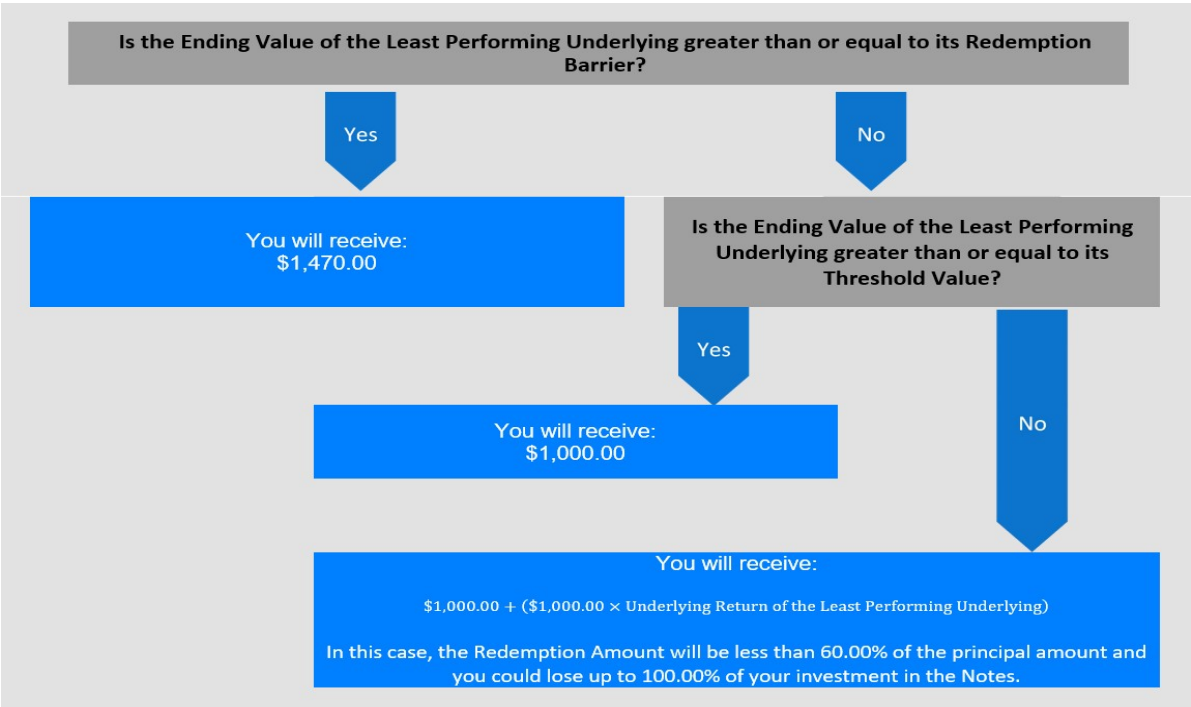 Is the Ending Value of the Least Performing Underlying greater than or equal to its Redemption
Barrier?
Yes
No
You will receive:
$1,470.00
Is the Ending Value of the Least Performing
Underlying greater than or equal to its
Threshold Value?
Yes
No
You will receive:
$1,000.00
You will receive:
$1,000.00 + ($1,000.00 × Underlying Return of the Least Performing Underlying)
In this case, the Redemption Amount will be less than 60.00% of the principal amount and
you could lose up to 100.00% of your investment in the Notes.